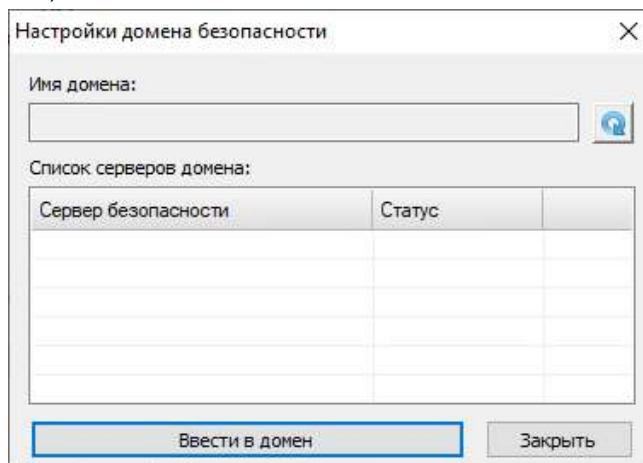 Настройки домена безопасности
Имя домена:
Список серверов домена:
Сервер безопасности Статус
Ввести в домен Закрыть